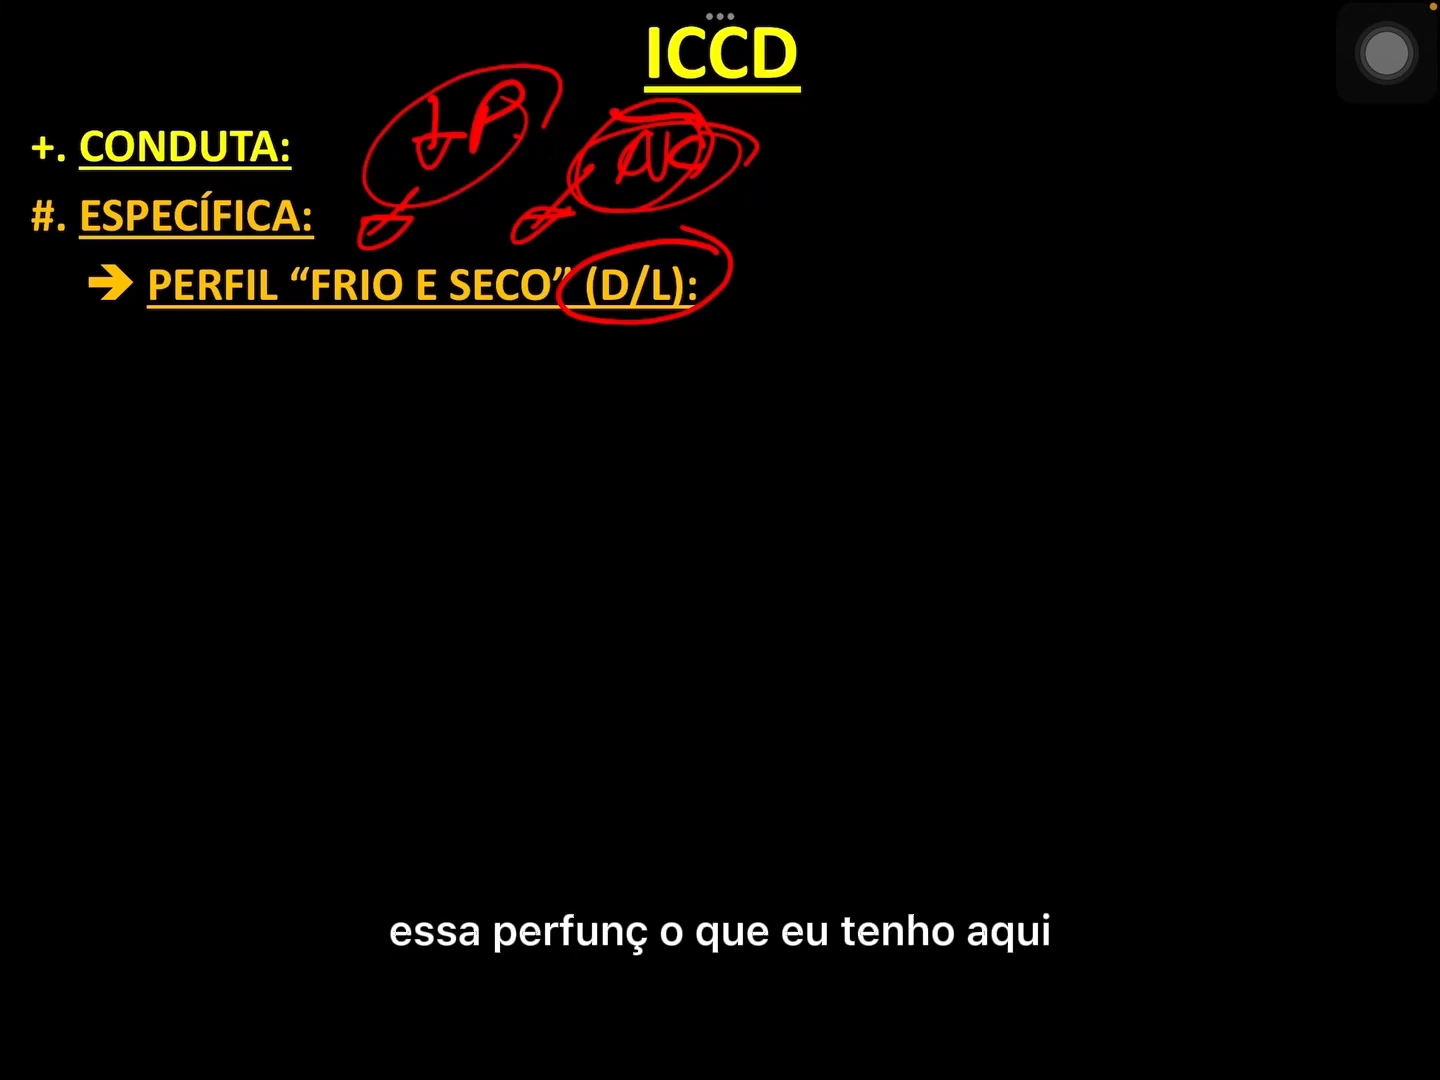 ICCD
+. CONDUTA:
#. ESPECÍFICA:
➔ PERFIL “FRIO E SECO” (D/L):
essa perfunç o que eu tenho aqui